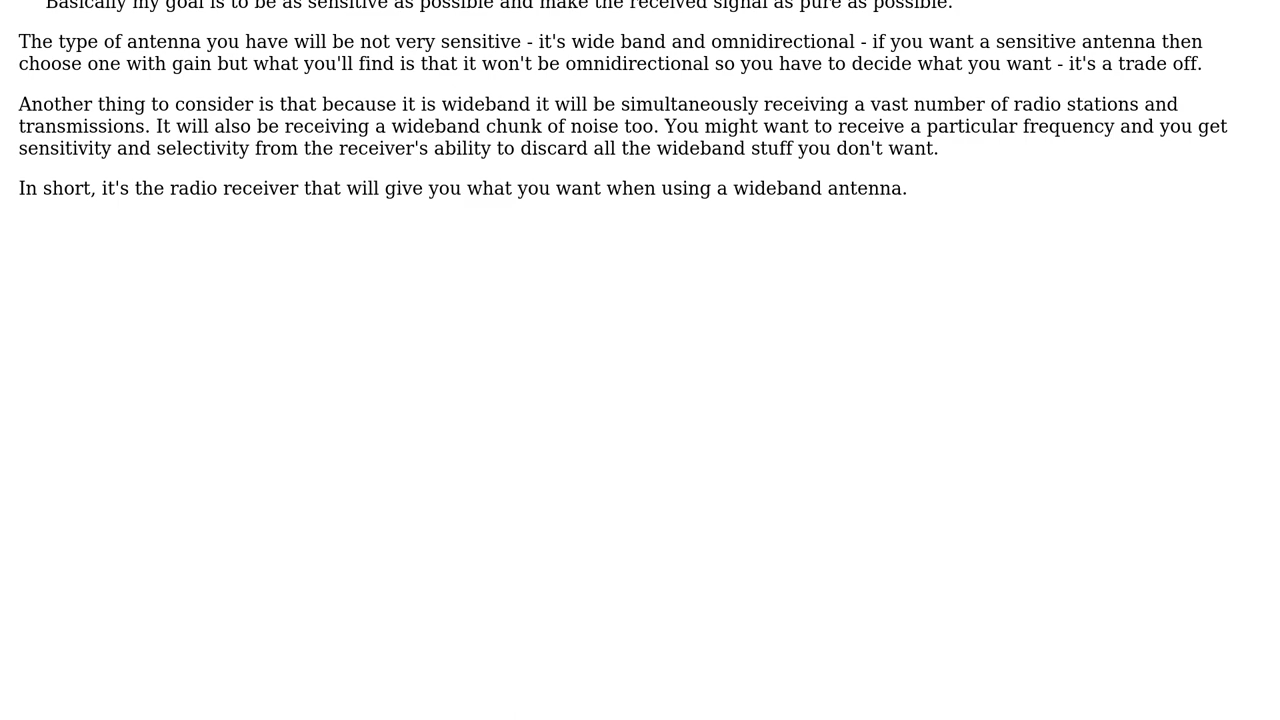 Basically my goal is to be as sensitive as possible and make the received signal as pure as possible.
The type of antenna you have will be not very sensitive - it's wide band and omnidirectional - if you want a sensitive antenna then
choose one with gain but what you'll find is that it won't be omnidirectional so you have to decide what you want - it's a trade off.
Another thing to consider is that because it is wideband it will be simultaneously receiving a vast number of radio stations and
transmissions. It will also be receiving a wideband chunk of noise too. You might want to receive a particular frequency and you get
sensitivity and selectivity from the receiver's ability to discard all the wideband stuff you don't want.
In short, it's the radio receiver that will give you what you want when using a wideband antenna.